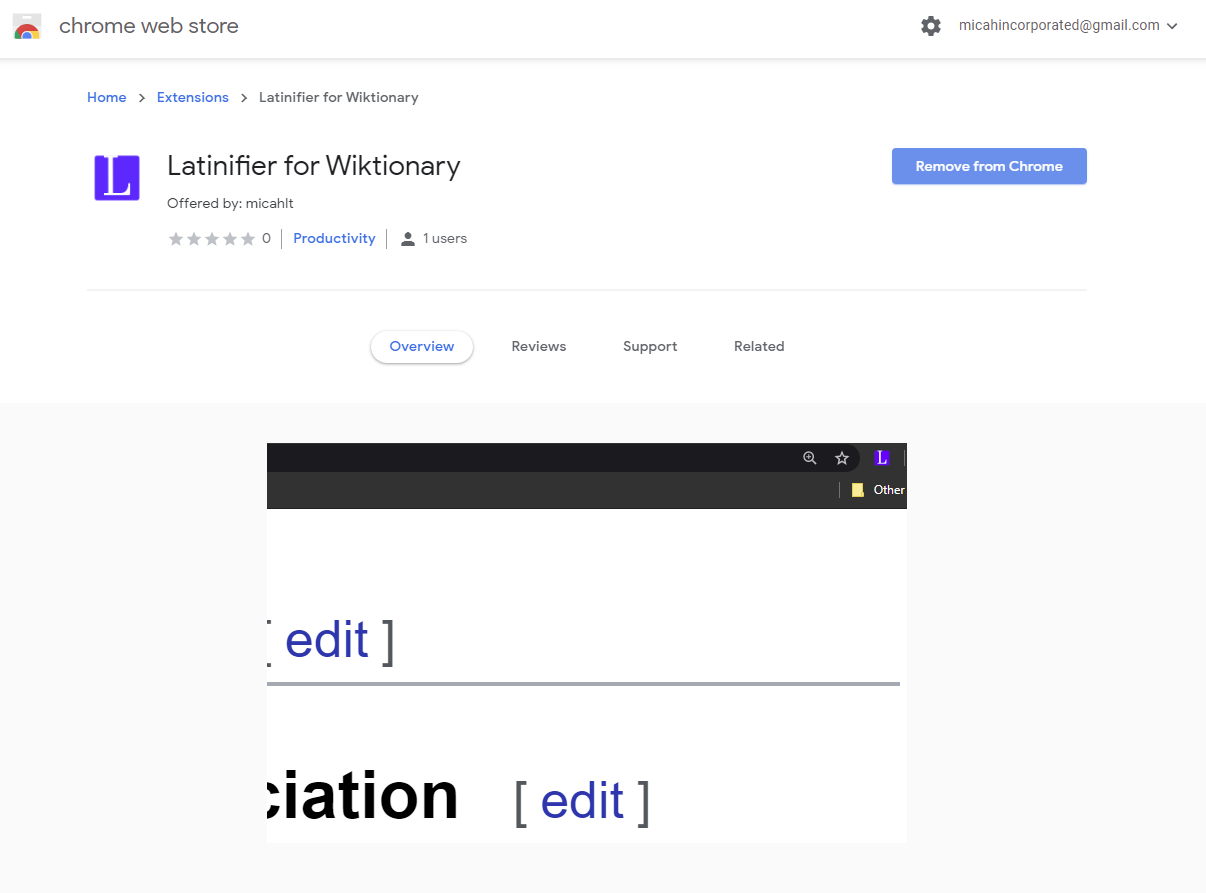 chrome web store
micahincorporated@gmail.com
Home > Extensions > Latinifier for Wiktionary
L
Latinifier for Wiktionary
Remove from Chrome
Offered by: micahlt
0 Productivity 1 users
Overview Reviews Support Related
L
Other
[ edit ]
ciation [ edit ]